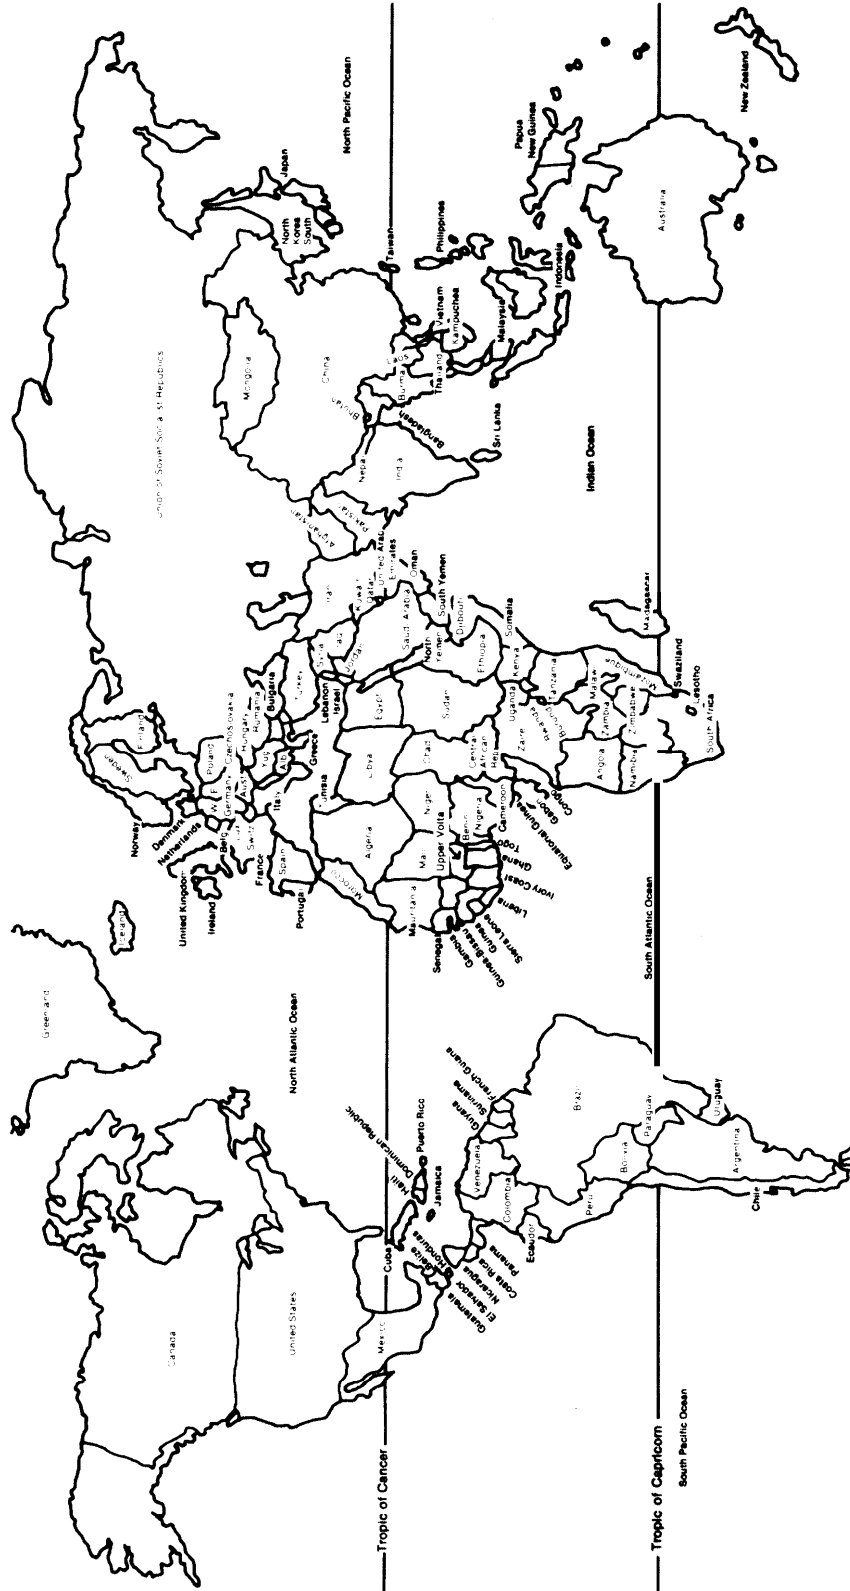 Greenland
Iceland
Canada
United States
Mexico
North Atlantic Ocean
Tropic of Cancer
Cuba
Haiti
Dominican Republic
Puerto Rico
Jamaica
Belize
Honduras
Guatemala
El Salvador
Nicaragua
Costa Rica
Panama
Venezuela
Guyana
Suriname
French Guiana
Colombia
Brazil
Peru
Bolivia
Paraguay
Uruguay
Argentina
Chile
Tropic of Capricorn
South Pacific Ocean
South Atlantic Ocean
Norway
Sweden
Finland
Denmark
Netherlands
United Kingdom
Ireland
Belg
France
Switz
Spain
Portugal
Italy
W
Germany
Poland
Czechoslovakia
Hungary
Rumania
Bulgaria
Yug
Alb
Greece
Turkey
Union of Soviet Socialist Republics
Mongolia
China
North
Korea
South
Japan
North Pacific Ocean
Taiwan
Philippines
Vietnam
Kampuchea
Laos
Thailand
Burma
Malaysia
Indonesia
Papua
New Guinea
Australia
New Zealand
Bhutan
Bangladesh
Nepal
India
Sri Lanka
Indian Ocean
Afghanistan
Pakistan
Iran
Iraq
Syria
Lebanon
Israel
Jordan
Kuwait
Qatar
United Arab
Emirates
Oman
Saudi Arabia
South Yemen
North
Yemen
Djibouti
Somalia
Ethiopia
Kenya
Uganda
Tanzania
Malawi
Mozambique
Madagascar
Swaziland
Lesotho
South Africa
Zimbabwe
Zambia
Namibia
Angola
Zaire
Congo
Gabon
Equatorial Guinea
Cameroon
Central
African
Rep
Sudan
Egypt
Libya
Chad
Niger
Nigeria
Benin
Togo
Ghana
Ivory Coast
Liberia
Sierra Leone
Guinea
Guinea-Bissau
Gambia
Senegal
Mauritania
Mali
Upper Volta
Algeria
Morocco
Tunisia